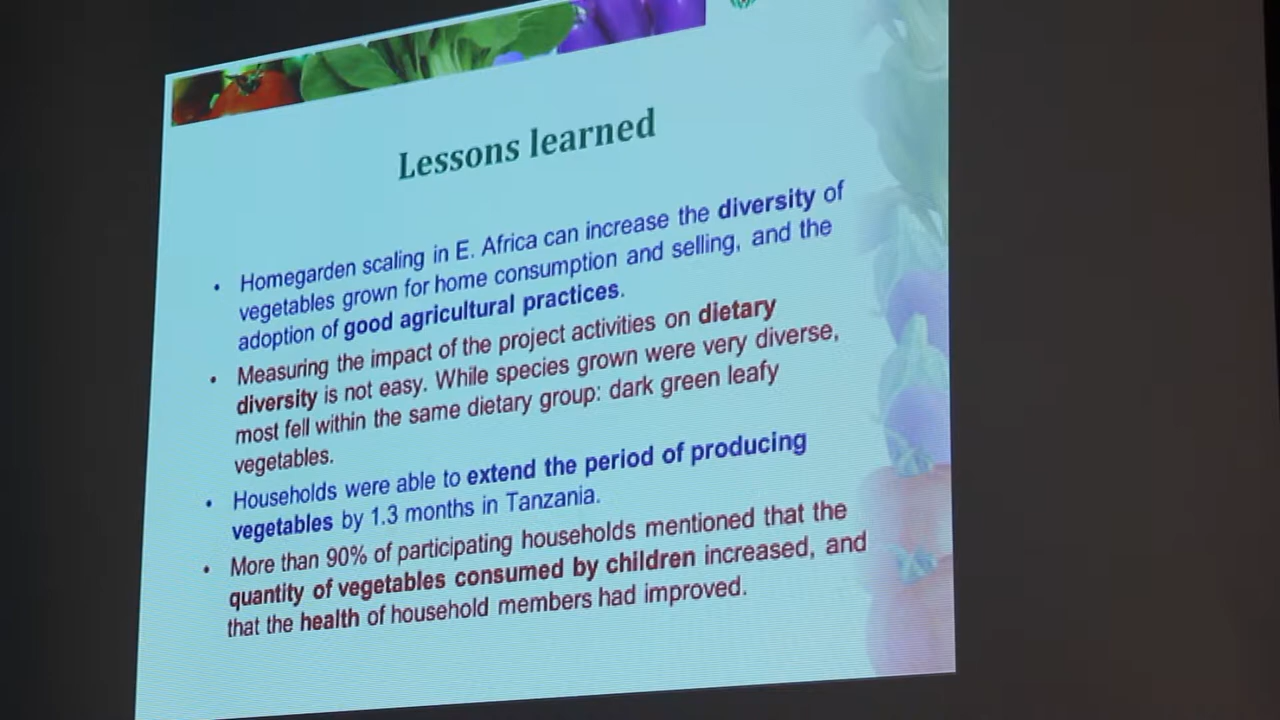 Lessons learned
• Homegarden scaling in E. Africa can increase the diversity of
vegetables grown for home consumption and selling, and the
adoption of good agricultural practices.
• Measuring the impact of the project activities on dietary
diversity is not easy. While species grown were very diverse,
most fell within the same dietary group: dark green leafy
vegetables.
• Households were able to extend the period of producing
vegetables by 1.3 months in Tanzania.
• More than 90% of participating households mentioned that the
quantity of vegetables consumed by children increased, and
that the health of household members had improved.